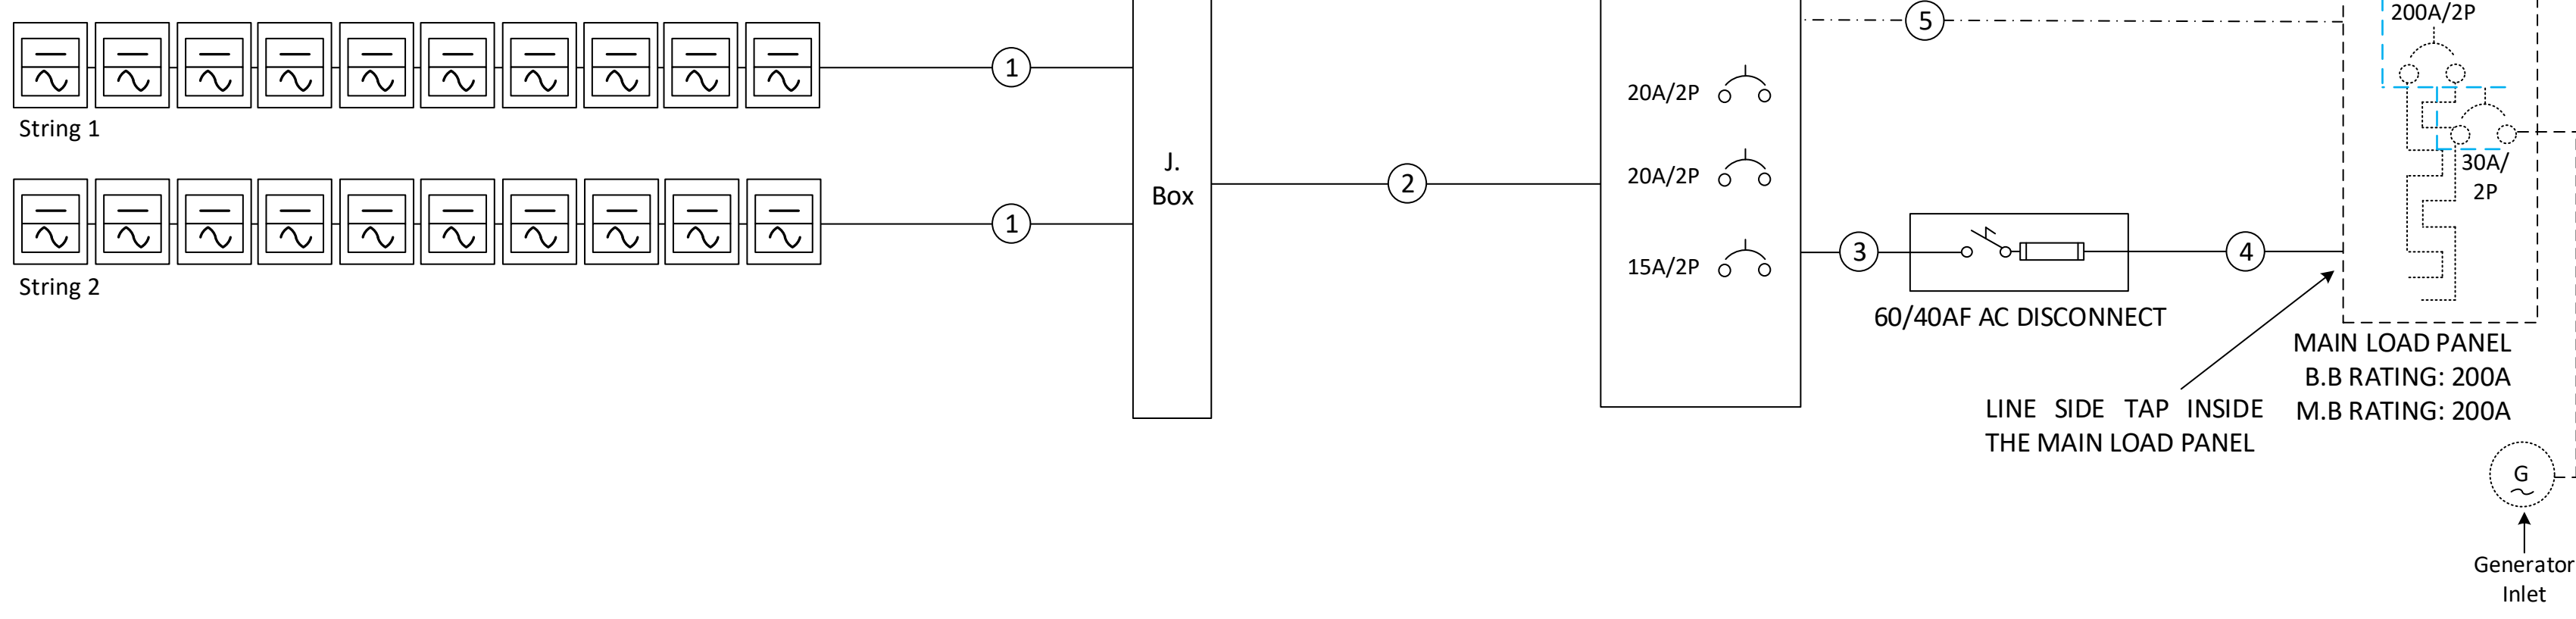 5
200A/2P
1
20A/2P
String 1
30A/
2P
J.
Box
2
20A/2P
1
3
4
15A/2P
String 2
60/40AF AC DISCONNECT
MAIN LOAD PANEL
B.B RATING: 200A
M.B RATING: 200A
LINE SIDE TAP INSIDE
THE MAIN LOAD PANEL
G
Generator
Inlet